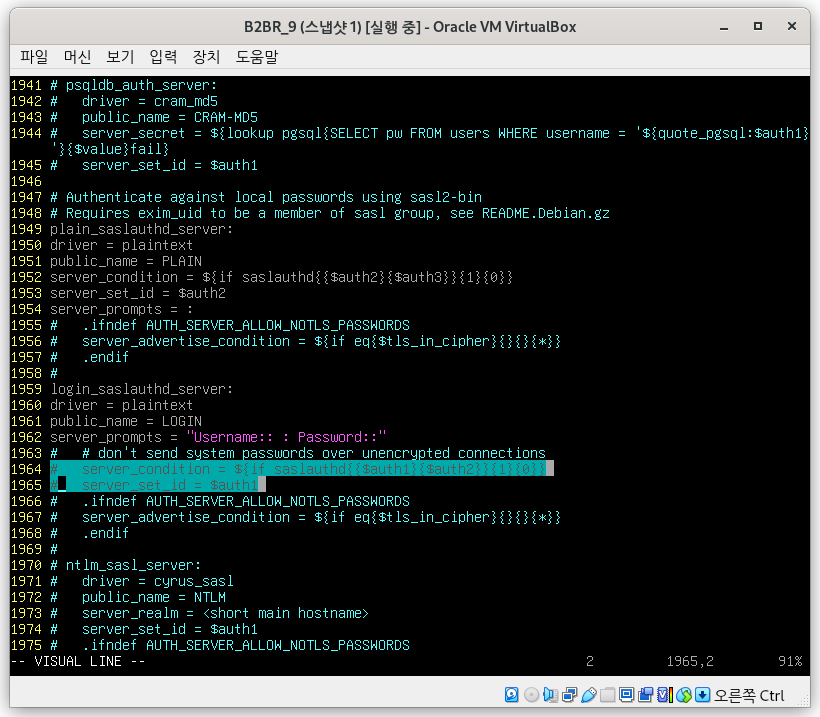 B2BR_9 (스냅샷 1) [실행 중] - Oracle VM VirtualBox
파일 머신 보기 입력 장치 도움말
1941 # psqldb_auth_server:
1942 #   driver = cram_md5
1943 #   public_name = CRAM-MD5
1944 #   server_secret = ${lookup pgsql{SELECT pw FROM users WHERE username = '${quote_pgsql:$auth1}
'}{$value}fail}
1945 #   server_set_id = $auth1
1946
1947 # Authenticate against local passwords using sasl2-bin
1948 # Requires exim_uid to be a member of sasl group, see README.Debian.gz
1949 plain_saslauthd_server:
1950 driver = plaintext
1951 public_name = PLAIN
1952 server_condition = ${if saslauthd{{$auth2}{$auth3}}{1}{0}}
1953 server_set_id = $auth2
1954 server_prompts = :
1955 #   .ifndef AUTH_SERVER_ALLOW_NOTLS_PASSWORDS
1956 #   server_advertise_condition = ${if eq{$tls_in_cipher}{}{}{*}}
1957 #   .endif
1958 #
1959 login_saslauthd_server:
1960 driver = plaintext
1961 public_name = LOGIN
1962 server_prompts = "Username:: : Password::"
1963 #   # don't send system passwords over unencrypted connections
1964 #   server_condition = ${if saslauthd{{$auth1}{$auth2}}{1}{0}}
1965 #   server_set_id = $auth1
1966 #   .ifndef AUTH_SERVER_ALLOW_NOTLS_PASSWORDS
1967 #   server_advertise_condition = ${if eq{$tls_in_cipher}{}{}{*}}
1968 #   .endif
1969 #
1970 # ntlm_sasl_server:
1971 #   driver = cyrus_sasl
1972 #   public_name = NTLM
1973 #   server_realm = <short main hostname>
1974 #   server_set_id = $auth1
1975 #   .ifndef AUTH_SERVER_ALLOW_NOTLS_PASSWORDS
-- VISUAL LINE -- 2 1965,2 91%
오른쪽 Ctrl